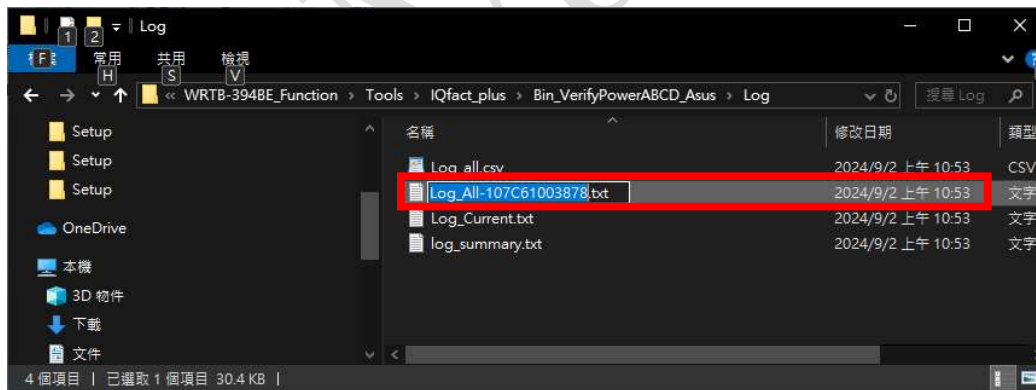 1 2 Log
F 常用 共用 檢視
H S V
« WRTB-394BE_Function › Tools › IQfact_plus › Bin_VerifyPowerABCD_Asus › Log 搜尋 Log
Setup 名稱 修改日期 類型
Setup Log_all.csv 2024/9/2 上午 10:53 CSV
Setup Log_All-107C61003878.txt 2024/9/2 上午 10:53 文字
OneDrive Log_Current.txt 2024/9/2 上午 10:53 文字
log_summary.txt 2024/9/2 上午 10:53 文字
本機
3D 物件
下載
文件
4 個項目 | 已選取 1 個項目 30.4 KB |